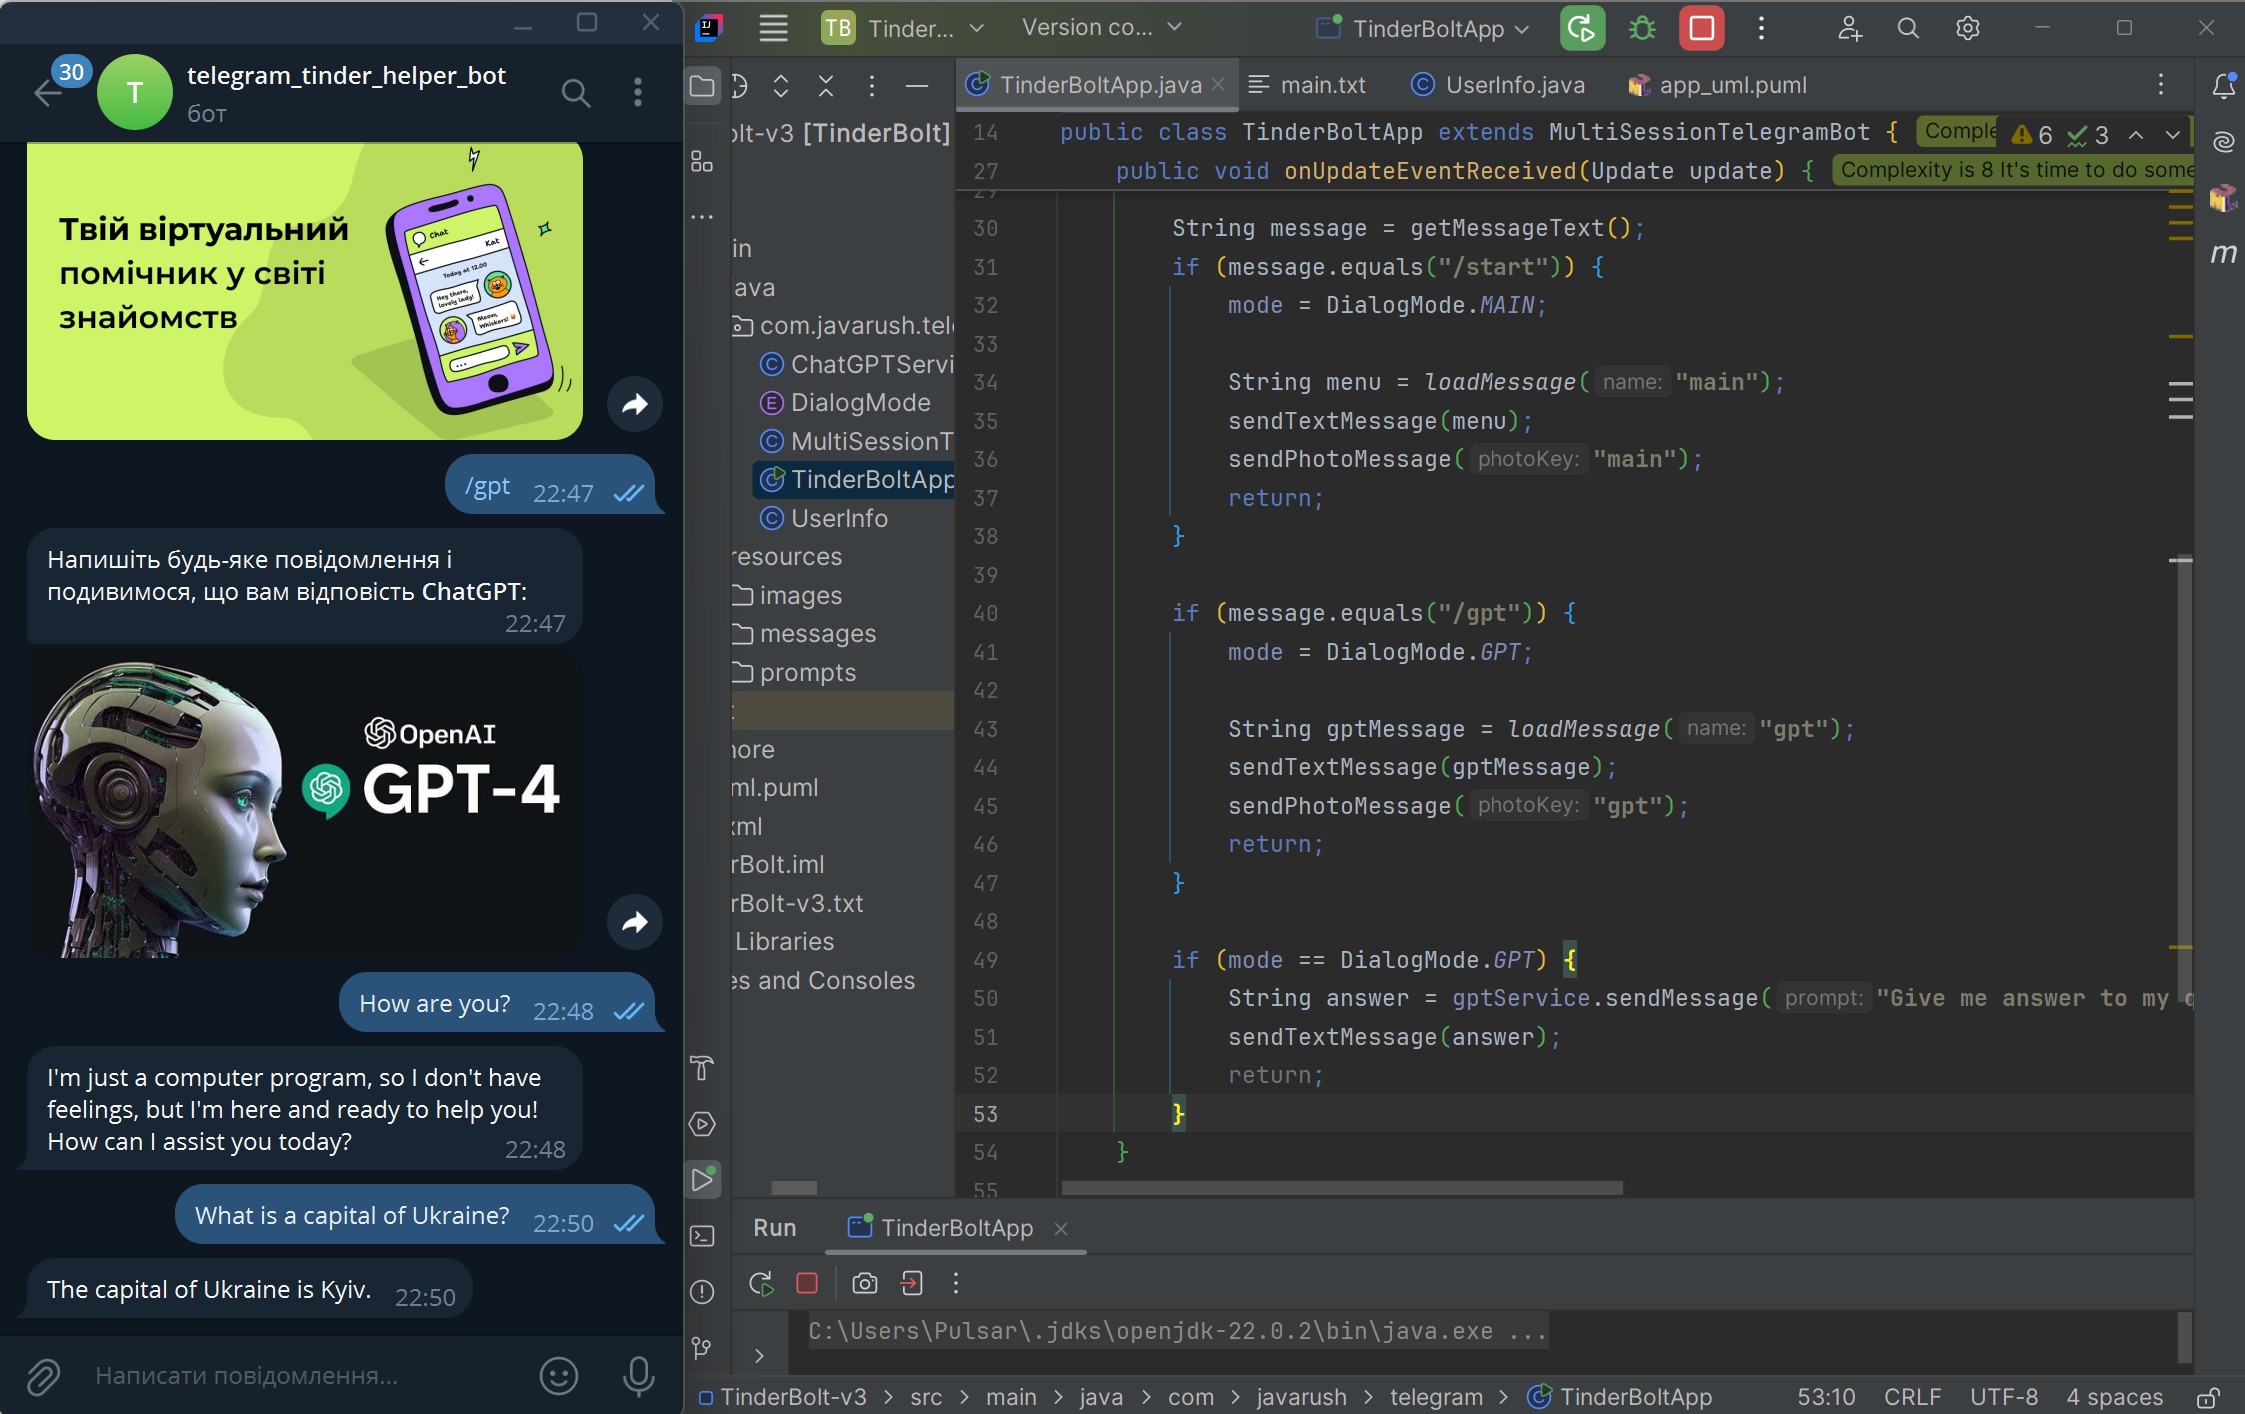 30
T
telegram_tinder_helper_bot
бот
Твій віртуальний
помічник у світі
знайомств
Chat
Kat
Today at 12.00
Hey there,
lovely lady!
Meow,
Whiskers!
/gpt 22:47
Напишіть будь-яке повідомлення і
подивимося, що вам відповість ChatGPT:
22:47
OpenAI
GPT-4
How are you? 22:48
I'm just a computer program, so I don't have
feelings, but I'm here and ready to help you!
How can I assist you today? 22:48
What is a capital of Ukraine? 22:50
The capital of Ukraine is Kyiv. 22:50
Написати повідомлення...
IJ
TB Tinder... Version co... TinderBoltApp
TinderBoltApp.java main.txt UserInfo.java app_uml.puml
m
olt-v3 [TinderBolt]
in
ava
com.javarush.tele
ChatGPTServi
DialogMode
MultiSessionT
TinderBoltApp
UserInfo
resources
images
messages
prompts
ore
ml.puml
ml
rBolt.iml
rBolt-v3.txt
Libraries
es and Consoles
14 public class TinderBoltApp extends MultiSessionTelegramBot { Comple 6 3
27 public void onUpdateEventReceived(Update update) { Complexity is 8 It's time to do some
29
30 String message = getMessageText();
31 if (message.equals("/start")) {
32 mode = DialogMode.MAIN;
33
34 String menu = loadMessage( name: "main");
35 sendTextMessage(menu);
36 sendPhotoMessage( photoKey: "main");
37 return;
38 }
39
40 if (message.equals("/gpt")) {
41 mode = DialogMode.GPT;
42
43 String gptMessage = loadMessage( name: "gpt");
44 sendTextMessage(gptMessage);
45 sendPhotoMessage( photoKey: "gpt");
46 return;
47 }
48
49 if (mode == DialogMode.GPT) {
50 String answer = gptService.sendMessage( prompt: "Give me answer to my q
51 sendTextMessage(answer);
52 return;
53 }
54 }
55
Run TinderBoltApp
C:\Users\Pulsar\.jdks\openjdk-22.0.2\bin\java.exe ...
TinderBolt-v3 > src > main > java > com > javarush > telegram > TinderBoltApp 53:10 CRLF UTF-8 4 spaces